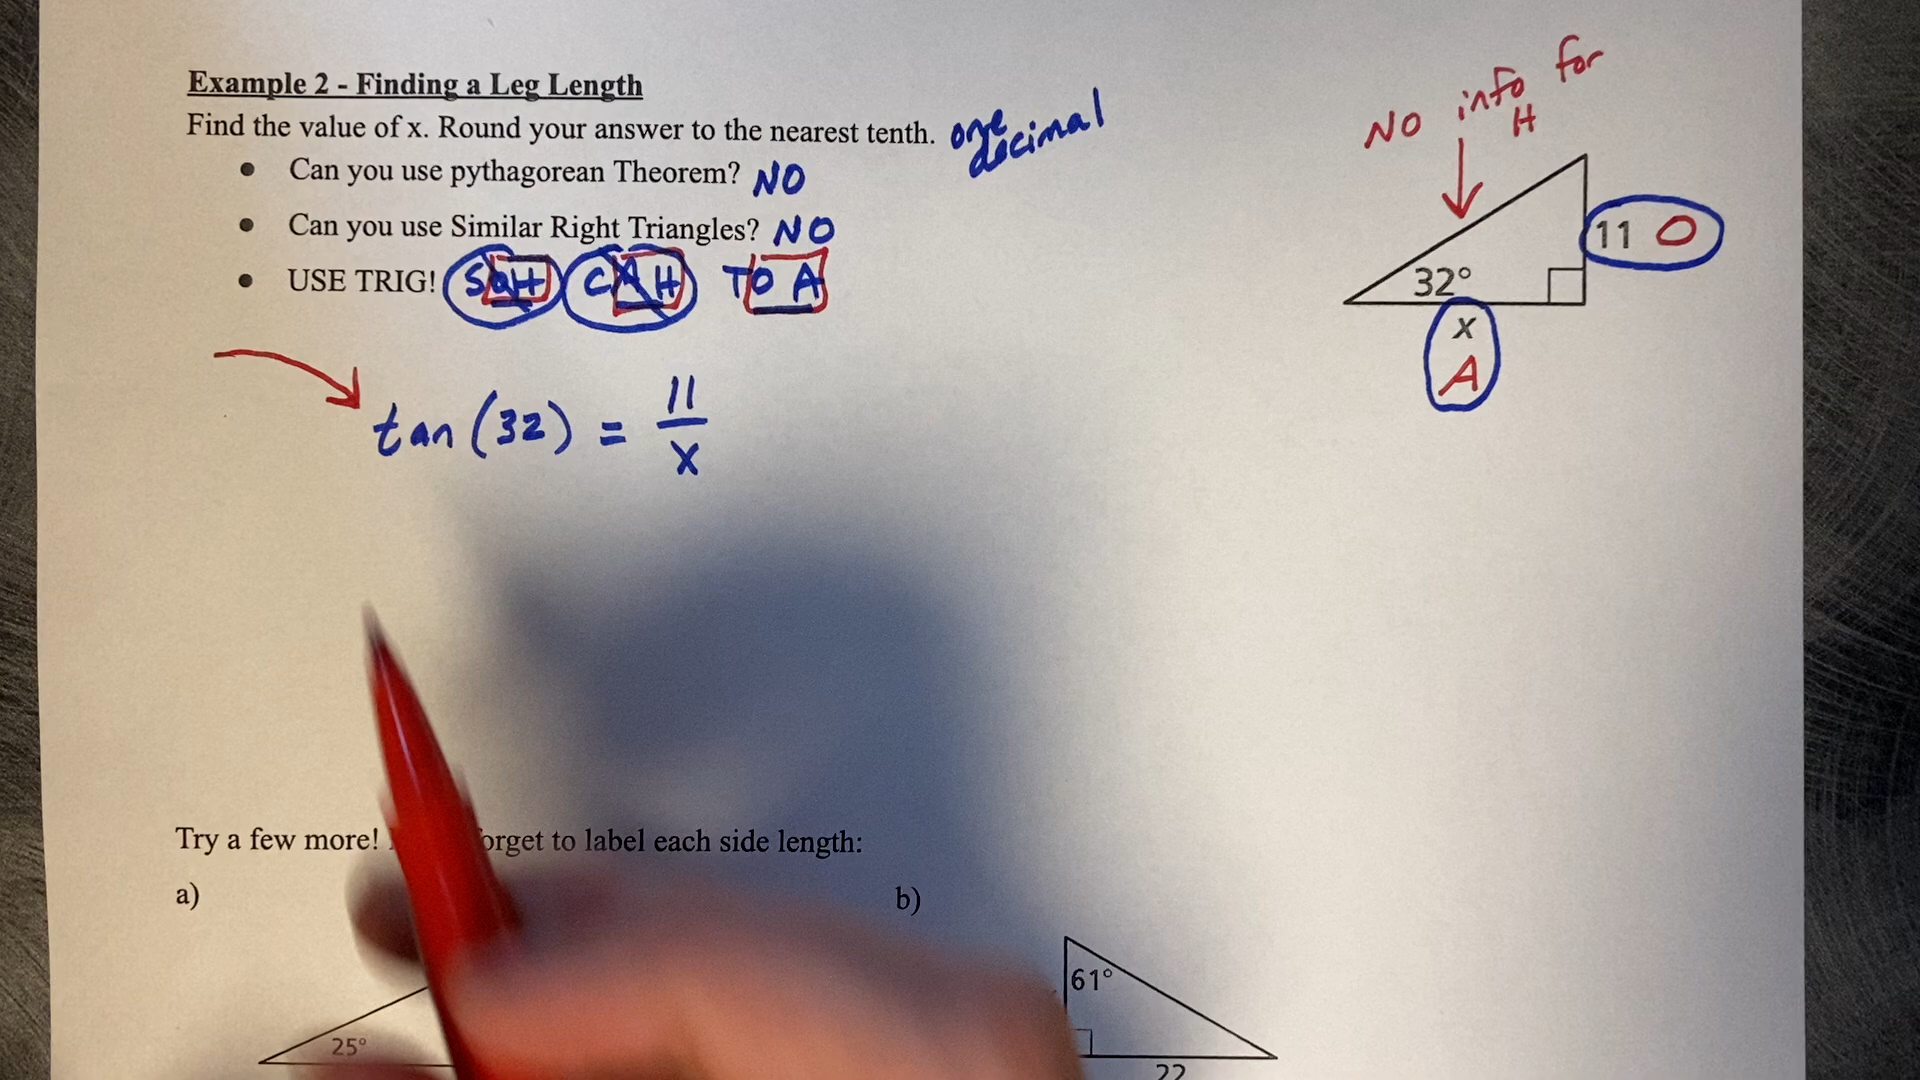 Example 2 - Finding a Leg Length
Find the value of x. Round your answer to the nearest tenth. one decimal
Can you use pythagorean Theorem? NO
Can you use Similar Right Triangles? NO
USE TRIG! SOH CAH TOA
tan (32) = 11/x
NO info for
H
11 O
32°
x
A
Try a few more! orget to label each side length:
a)
25°
b)
61°
22